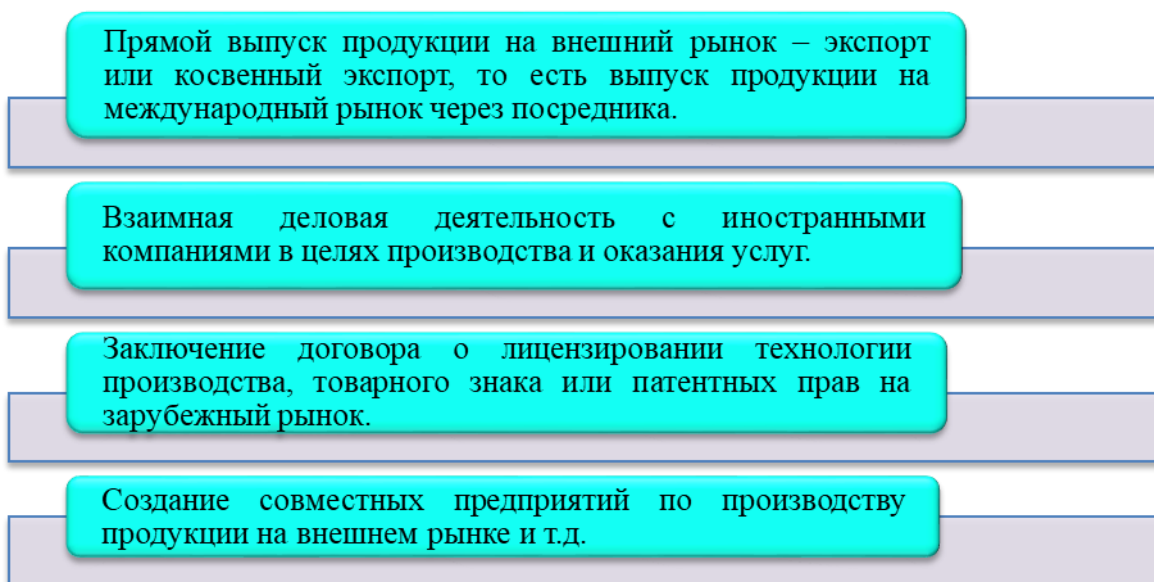 Прямой выпуск продукции на внешний рынок – экспорт
или косвенный экспорт, то есть выпуск продукции на
международный рынок через посредника.
Взаимная деловая деятельность с иностранными
компаниями в целях производства и оказания услуг.
Заключение договора о лицензировании технологии
производства, товарного знака или патентных прав на
зарубежный рынок.
Создание совместных предприятий по производству
продукции на внешнем рынке и т.д.